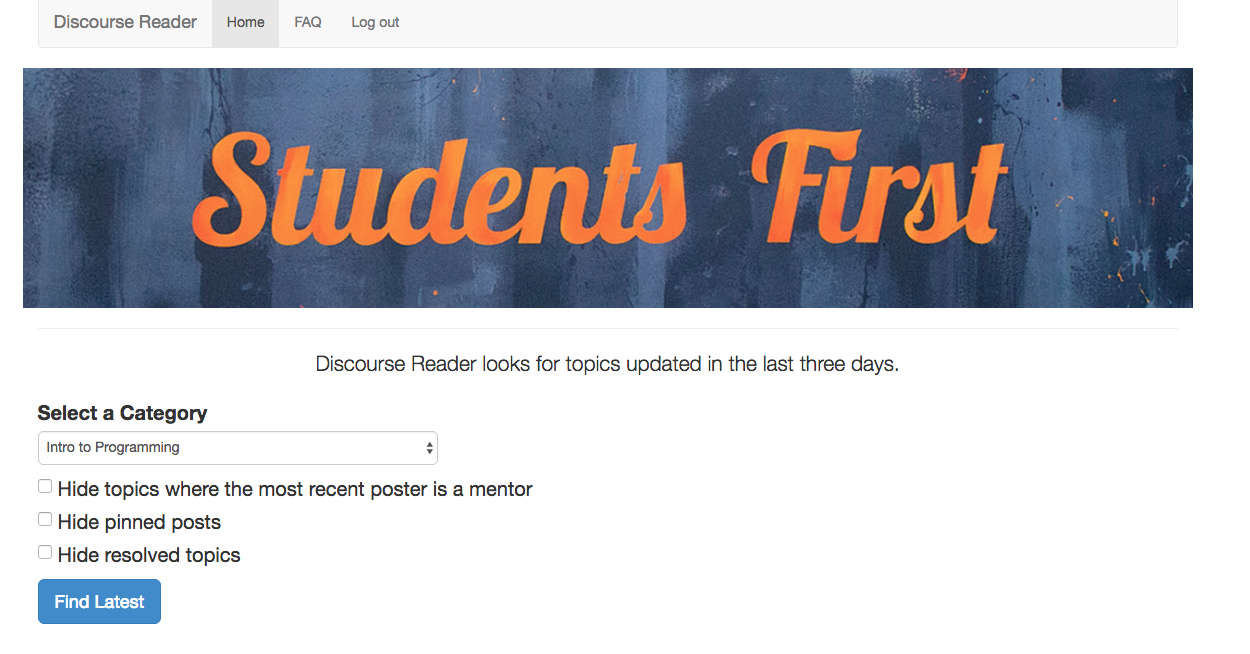 Discourse Reader Home FAQ Log out
Students First
Discourse Reader looks for topics updated in the last three days.
Select a Category
Intro to Programming
Hide topics where the most recent poster is a mentor
Hide pinned posts
Hide resolved topics
Find Latest